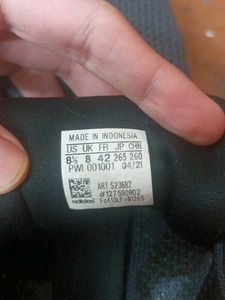 MADE IN INDONESIA
US UK FR JP CHN
8½ 8 42 265 260
PWI 001001 04/21
ART S23682
#127590802
adidas